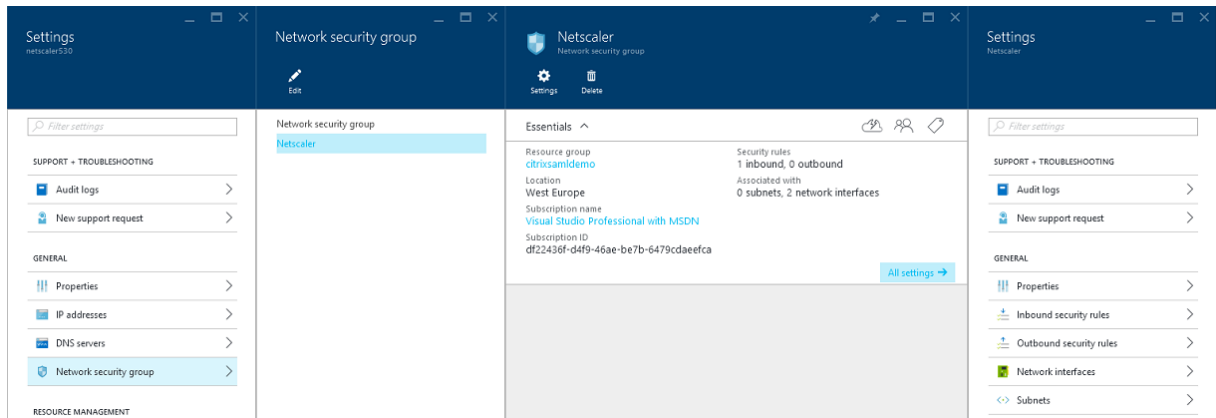 Settings
netscaler530
Filter settings
SUPPORT + TROUBLESHOOTING
Audit logs
New support request
GENERAL
Properties
IP addresses
DNS servers
Network security group
RESOURCE MANAGEMENT
Network security group
Edit
Network security group
Netscaler
Netscaler
Network security group
Settings
Delete
Essentials
Resource group
citrixsamldemo
Location
West Europe
Subscription name
Visual Studio Professional with MSDN
Subscription ID
df22436f-d4f9-46ae-be7b-6479cdaeefca
Security rules
1 inbound, 0 outbound
Associated with
0 subnets, 2 network interfaces
All settings
Settings
Netscaler
Filter settings
SUPPORT + TROUBLESHOOTING
Audit logs
New support request
GENERAL
Properties
Inbound security rules
Outbound security rules
Network interfaces
Subnets